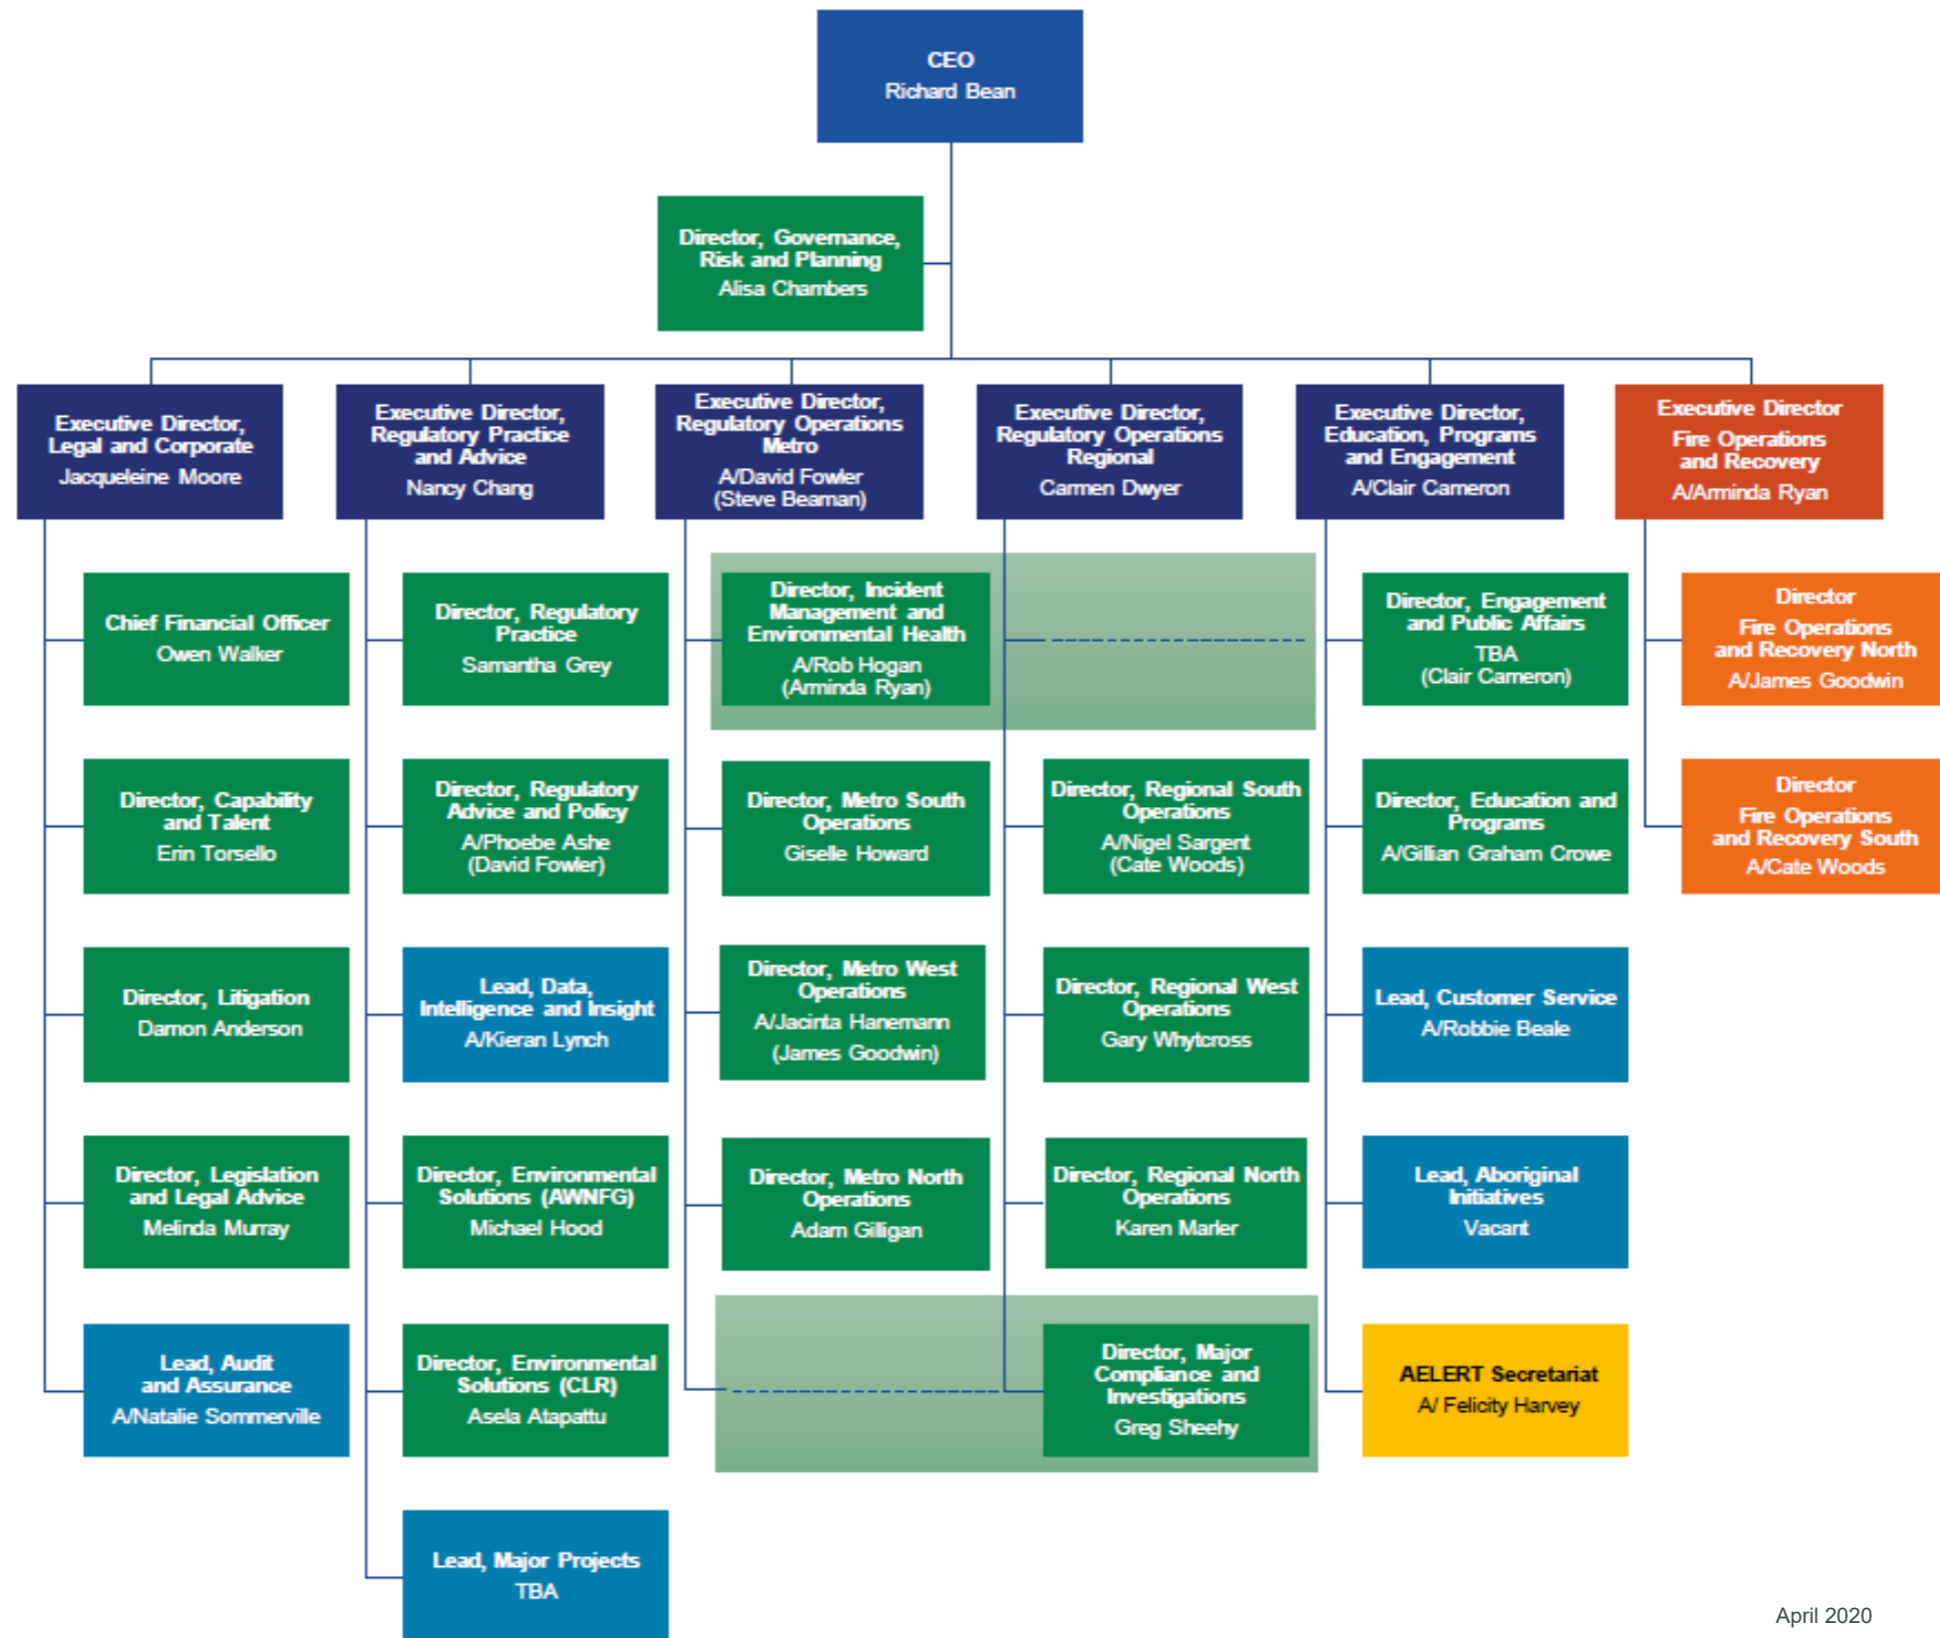 CEO
Richard Bean
Director, Governance,
Risk and Planning
Alisa Chambers
Executive Director,
Legal and Corporate
Jacqueleine Moore
Executive Director,
Regulatory Practice
and Advice
Nancy Chang
Executive Director,
Regulatory Operations
Metro
A/David Fowler
(Steve Beaman)
Executive Director,
Regulatory Operations
Regional
Carmen Dwyer
Executive Director,
Education, Programs
and Engagement
A/Clair Cameron
Executive Director
Fire Operations
and Recovery
A/Arminda Ryan
Chief Financial Officer
Owen Walker
Director, Regulatory
Practice
Samantha Grey
Director, Incident
Management and
Environmental Health
A/Rob Hogan
(Arminda Ryan)
Director, Engagement
and Public Affairs
TBA
(Clair Cameron)
Director
Fire Operations
and Recovery North
A/James Goodwin
Director, Capability
and Talent
Erin Torsello
Director, Regulatory
Advice and Policy
A/Phoebe Ashe
(David Fowler)
Director, Metro South
Operations
Giselle Howard
Director, Regional South
Operations
A/Nigel Sargent
(Cate Woods)
Director, Education and
Programs
A/Gillian Graham Crowe
Director
Fire Operations
and Recovery South
A/Cate Woods
Director, Litigation
Damon Anderson
Lead, Data,
Intelligence and Insight
A/Kieran Lynch
Director, Metro West
Operations
A/Jacinta Hanemann
(James Goodwin)
Director, Regional West
Operations
Gary Whytcross
Lead, Customer Service
A/Robbie Beale
Director, Legislation
and Legal Advice
Melinda Murray
Director, Environmental
Solutions (AWNFG)
Michael Hood
Director, Metro North
Operations
Adam Gilligan
Director, Regional North
Operations
Karen Marler
Lead, Aboriginal
Initiatives
Vacant
Lead, Audit
and Assurance
A/Natalie Sommerville
Director, Environmental
Solutions (CLR)
Asela Atapattu
Director, Major
Compliance and
Investigations
Greg Sheehy
AELERT Secretariat
A/ Felicity Harvey
Lead, Major Projects
TBA
April 2020